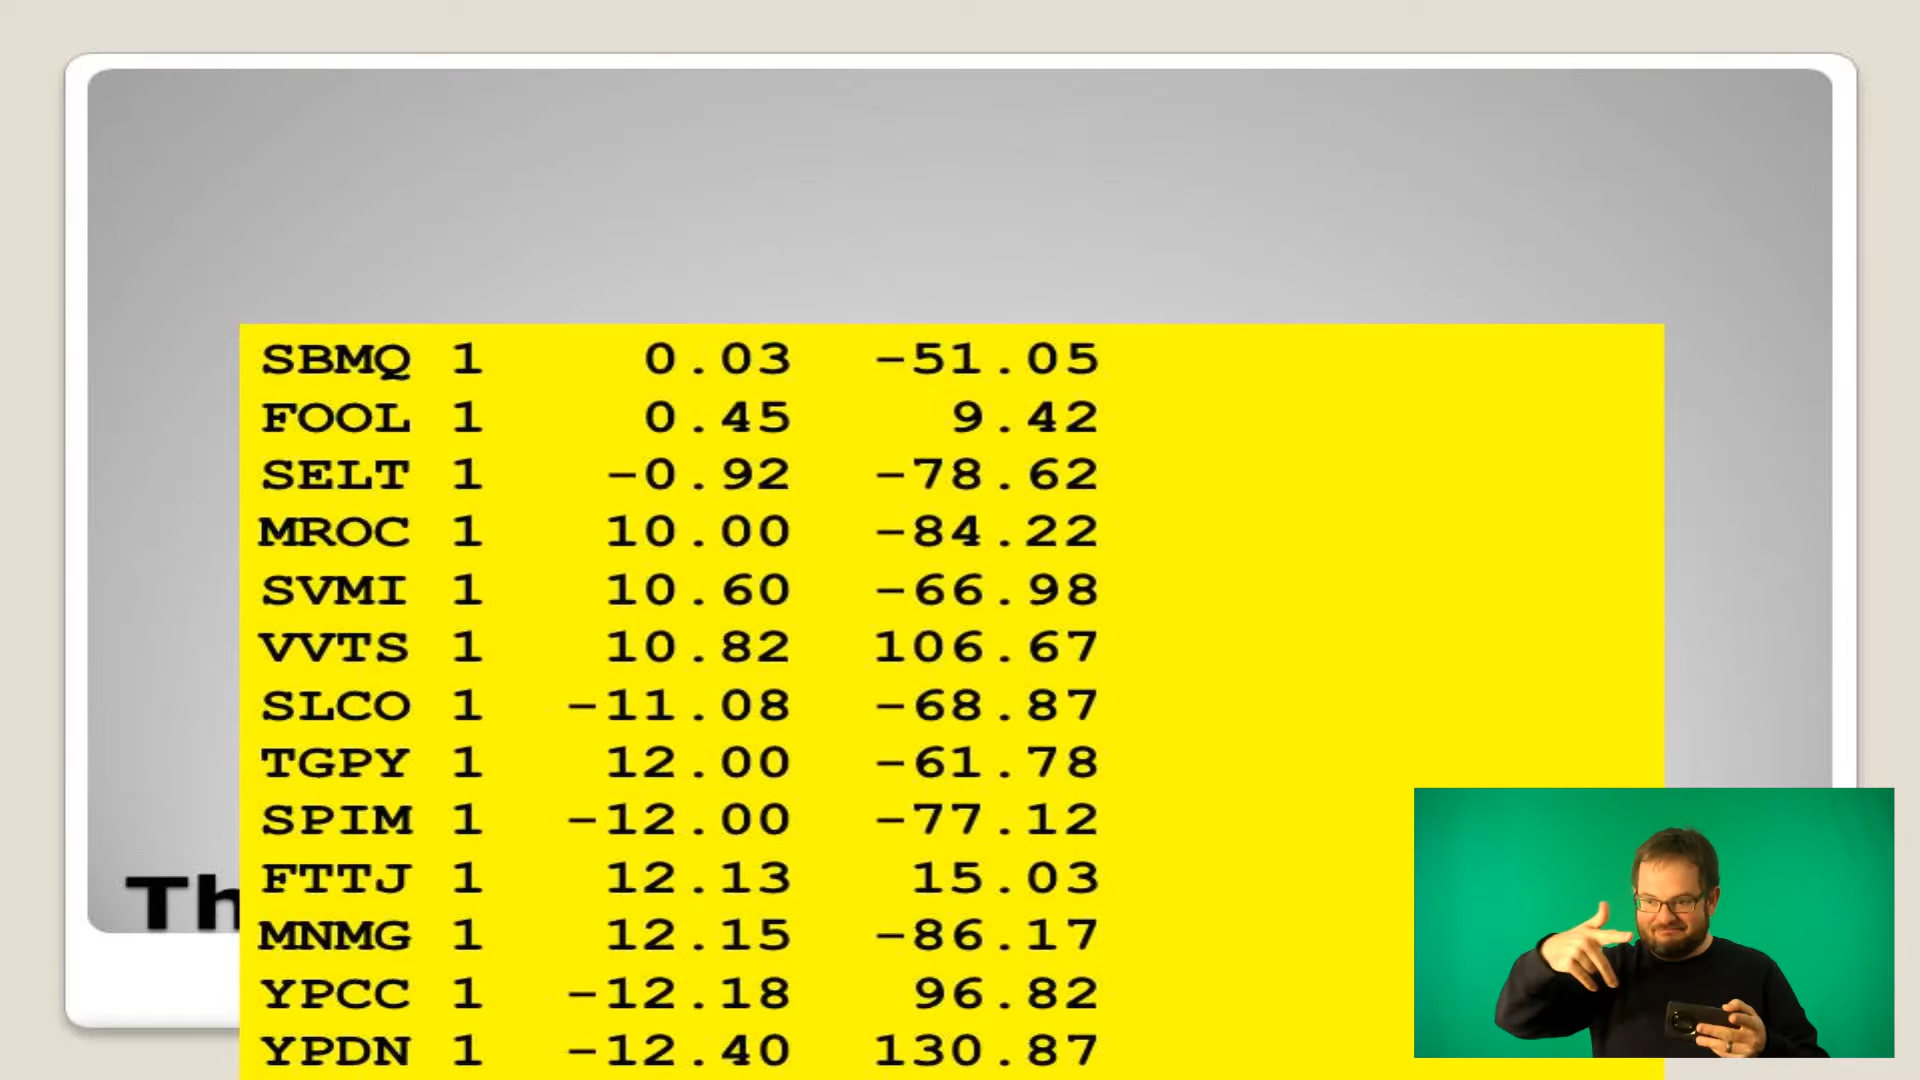 SBMQ 1 0.03 -51.05
FOOL 1 0.45 9.42
SELT 1 -0.92 -78.62
MROC 1 10.00 -84.22
SVMI 1 10.60 -66.98
VVTS 1 10.82 106.67
SLCO 1 -11.08 -68.87
TGPY 1 12.00 -61.78
SPIM 1 -12.00 -77.12
FTTJ 1 12.13 15.03
MNMG 1 12.15 -86.17
YPCC 1 -12.18 96.82
YPDN 1 -12.40 130.87